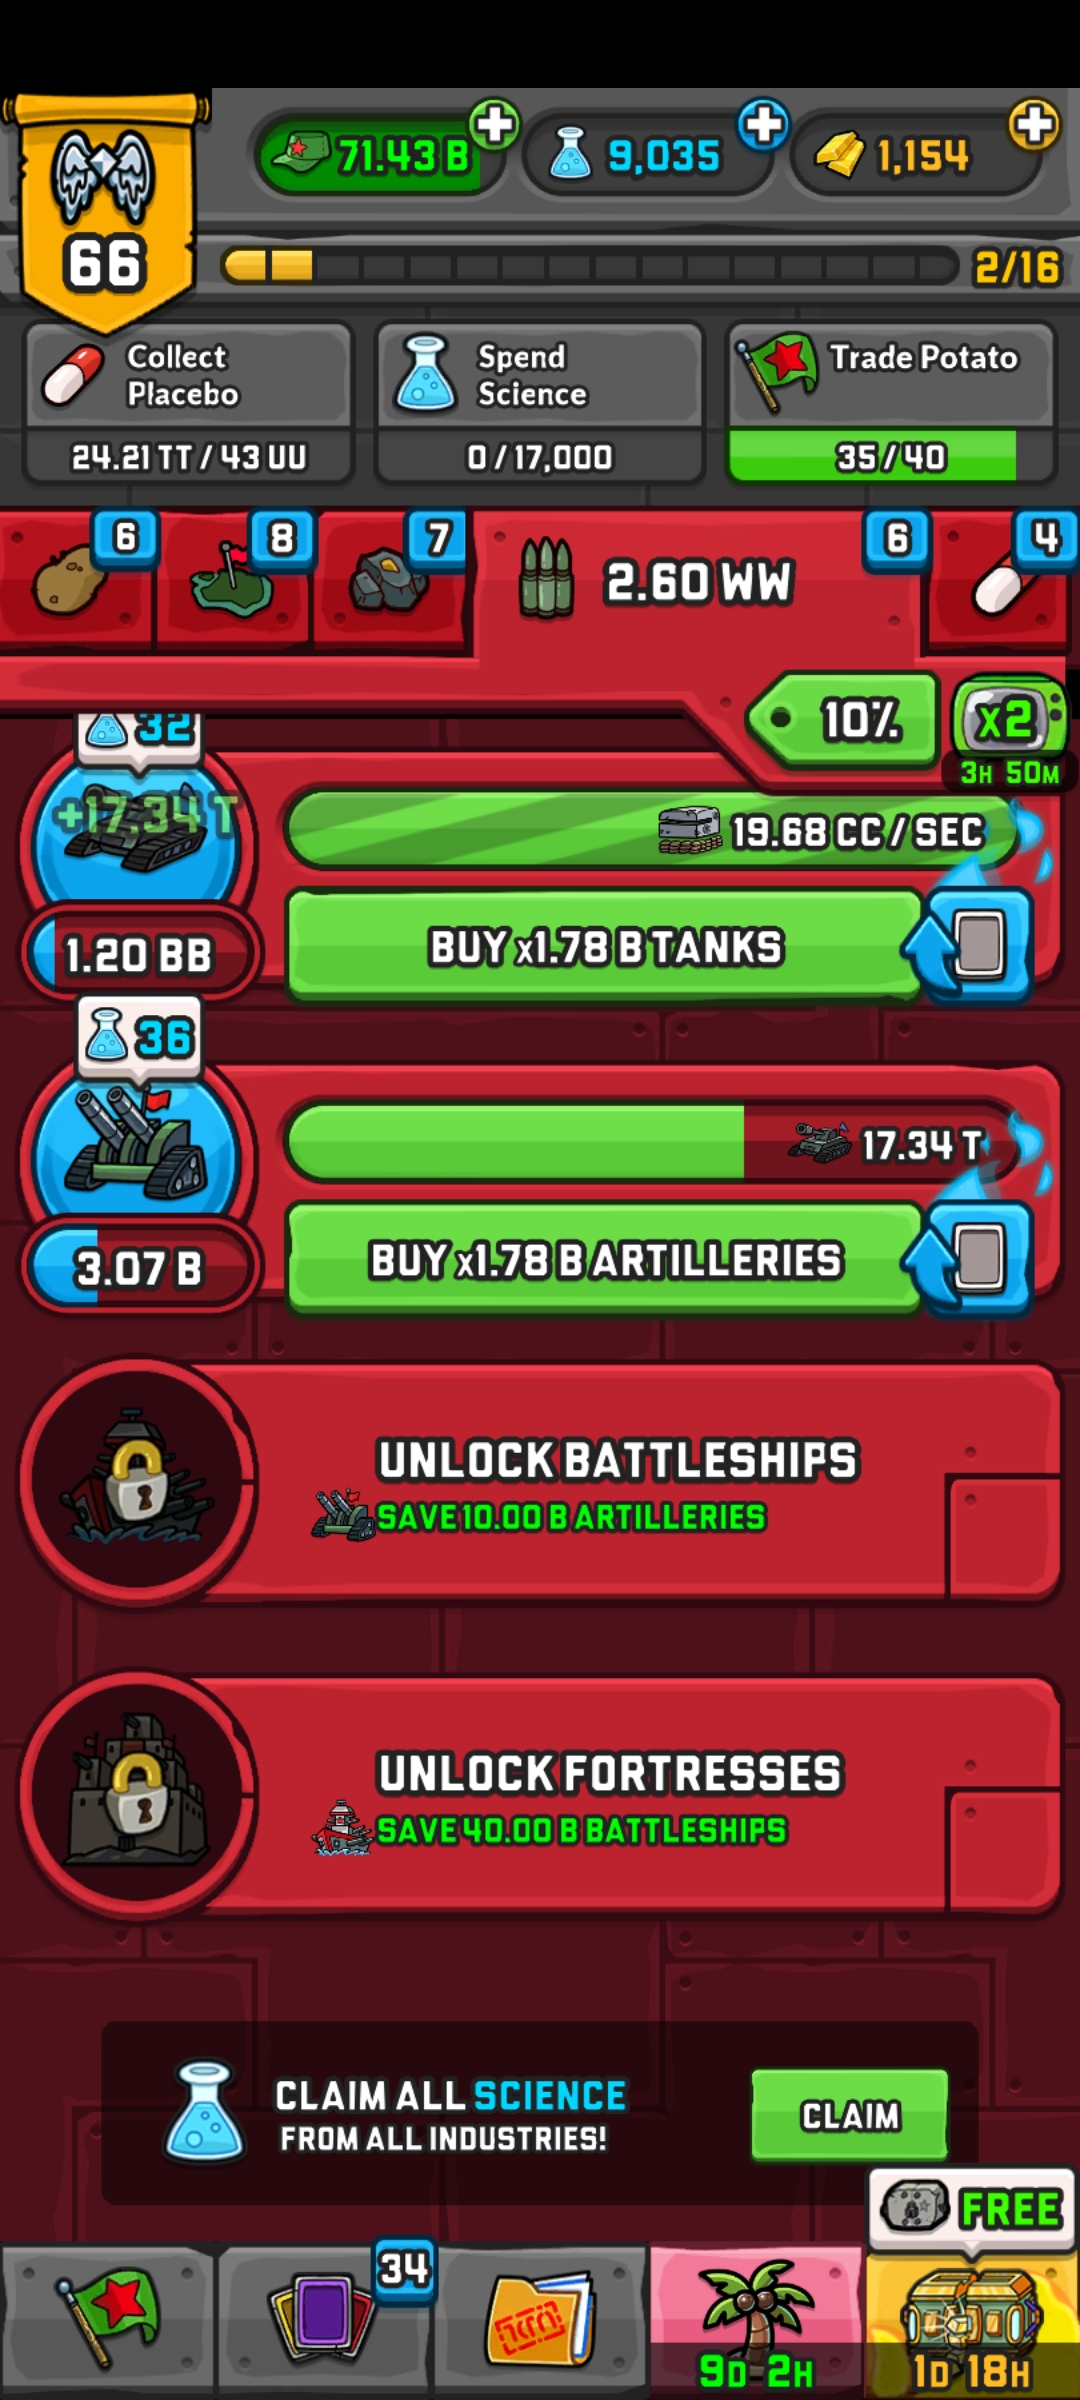 71.43 B
9,035
1,154
66
2/16
Collect
Placebo
Spend
Science
Trade Potato
24.21 TT / 43 UU
0 / 17,000
35 / 40
6
8
7
2.60 WW
6
4
10%
x2
3H 50M
32
+17.34 T
19.68 CC / SEC
1.20 BB
BUY x1.78 B TANKS
36
17.34 T
3.07 B
BUY x1.78 B ARTILLERIES
UNLOCK BATTLESHIPS
SAVE 10.00 B ARTILLERIES
UNLOCK FORTRESSES
SAVE 40.00 B BATTLESHIPS
CLAIM ALL SCIENCE
FROM ALL INDUSTRIES!
CLAIM
FREE
34
9D 2H
1D 18H